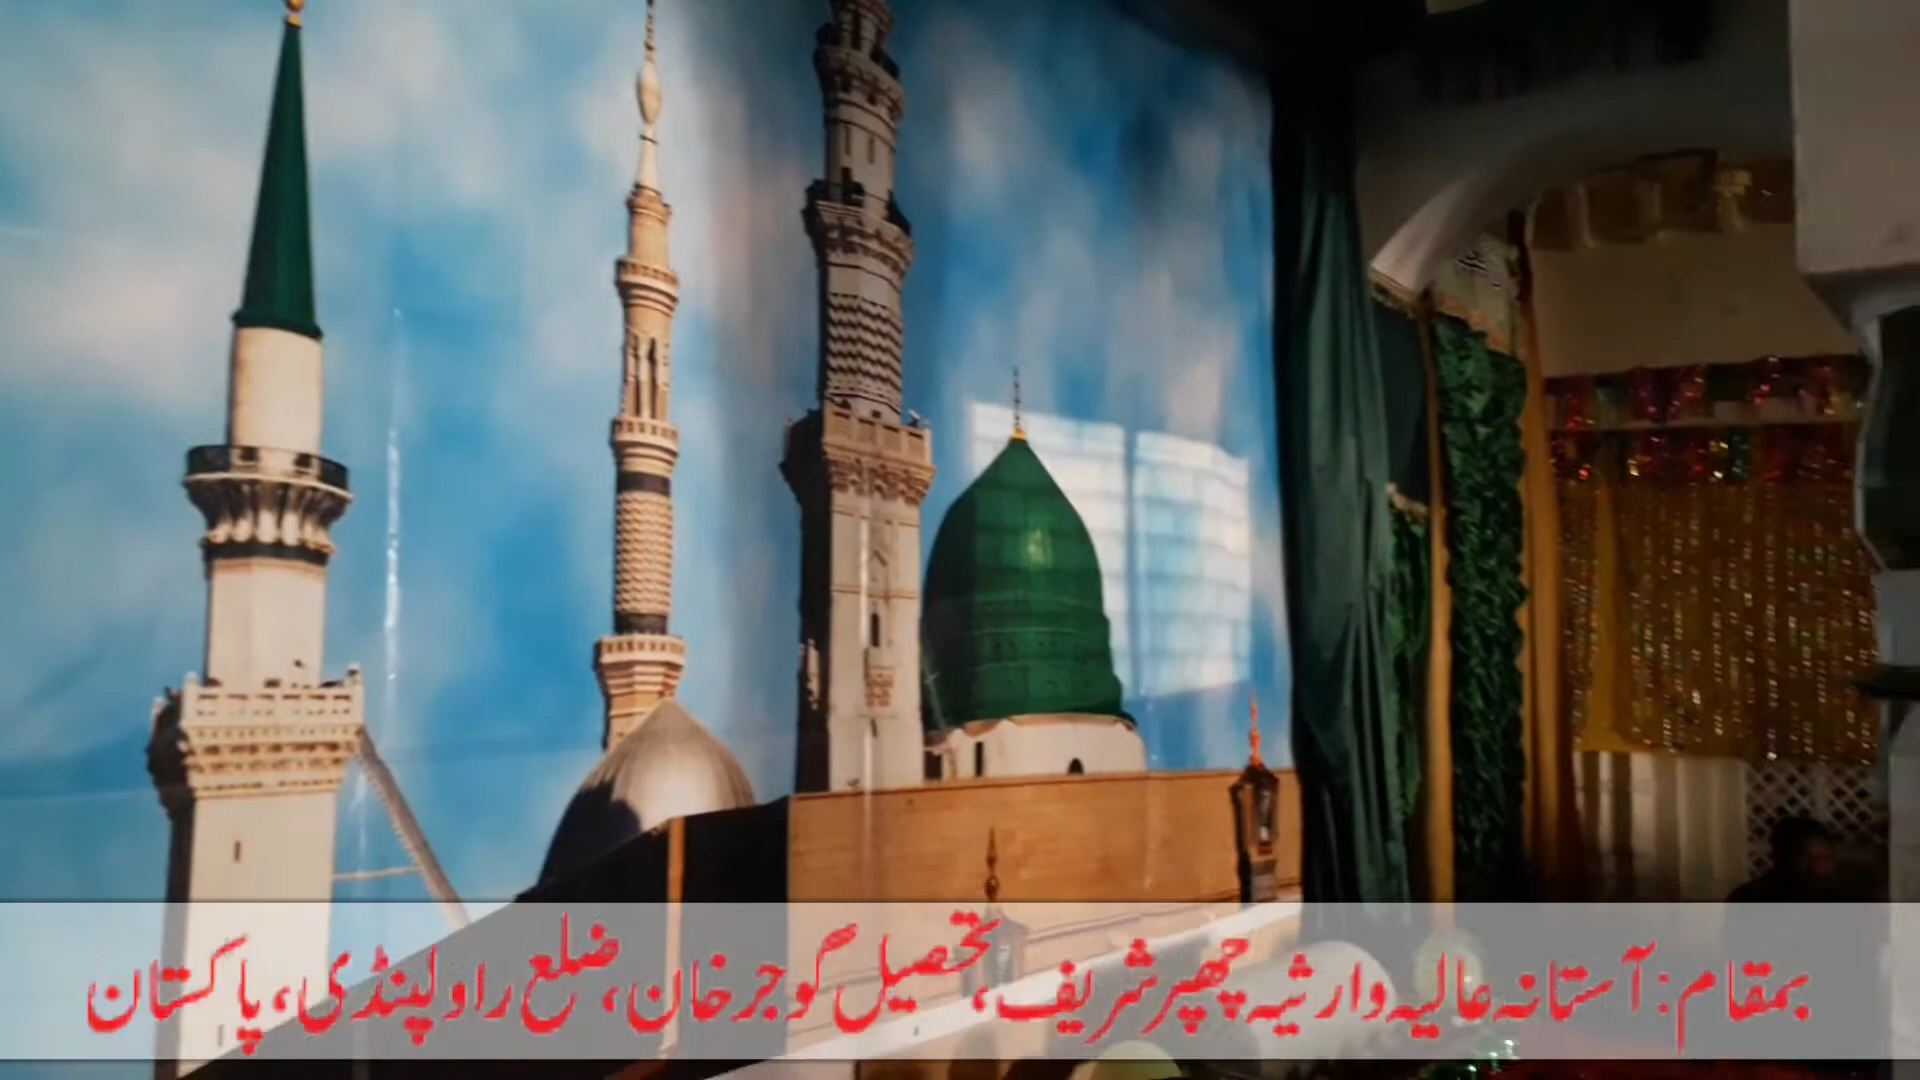 بمقام: آستانہ عالیہ وارثیہ چھپر شریف، تحصیل گوجر خان، ضلع راولپنڈی، پاکستان